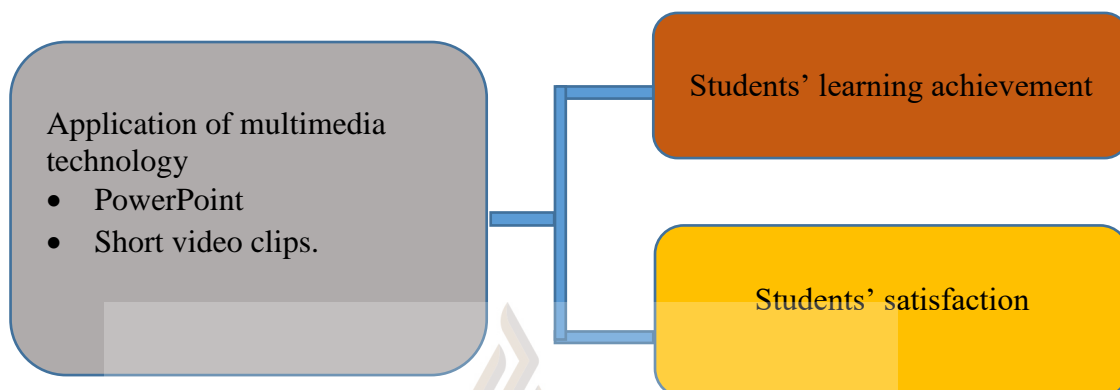 Application of multimedia
technology
• PowerPoint
• Short video clips.
Students’ learning achievement
Students’ satisfaction